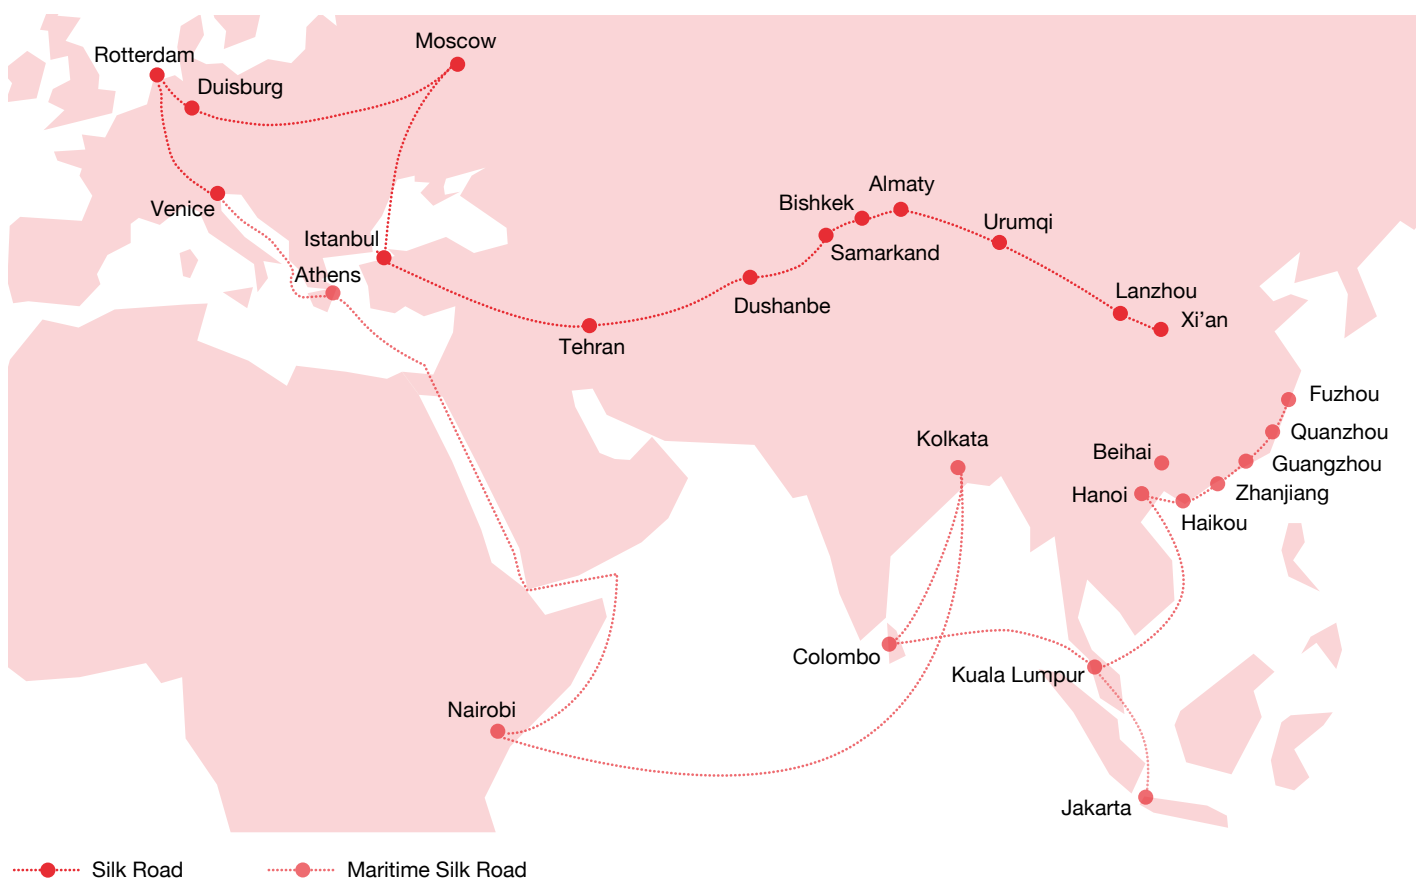 Moscow
Rotterdam
Duisburg
Almaty
Bishkek
Venice
Urumqi
Istanbul
Samarkand
Athens
Lanzhou
Dushanbe
Xi’an
Tehran
Fuzhou
Quanzhou
Kolkata
Beihai
Guangzhou
Hanoi
Zhanjiang
Haikou
Colombo
Kuala Lumpur
Nairobi
Jakarta
Silk Road
Maritime Silk Road